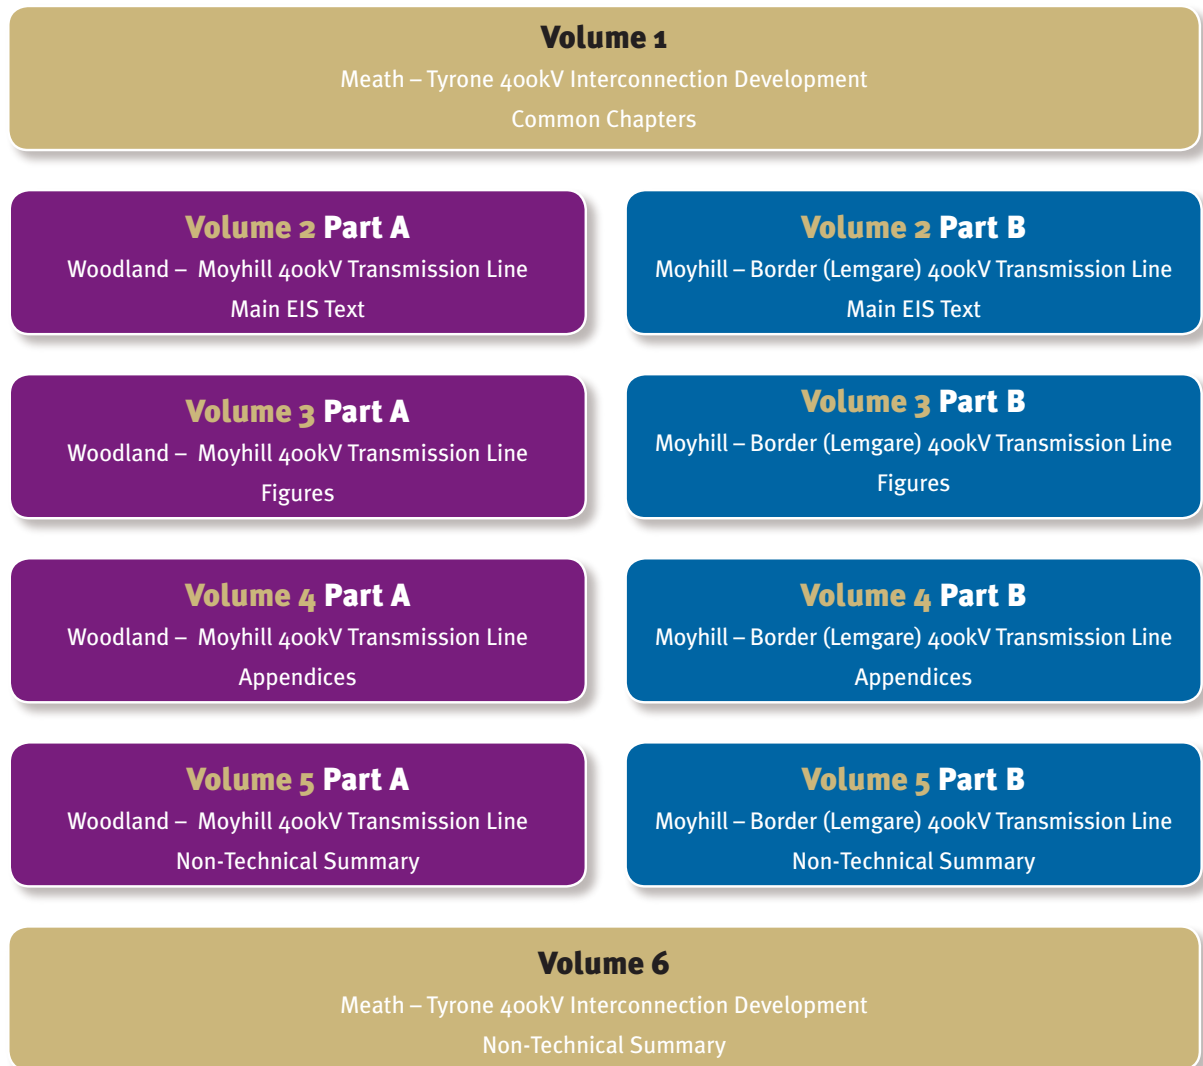 Volume 1
Meath – Tyrone 400kV Interconnection Development
Common Chapters
Volume 2 Part A
Woodland – Moyhill 400kV Transmission Line
Main EIS Text
Volume 2 Part B
Moyhill – Border (Lemgare) 400kV Transmission Line
Main EIS Text
Volume 3 Part A
Woodland – Moyhill 400kV Transmission Line
Figures
Volume 3 Part B
Moyhill – Border (Lemgare) 400kV Transmission Line
Figures
Volume 4 Part A
Woodland – Moyhill 400kV Transmission Line
Appendices
Volume 4 Part B
Moyhill – Border (Lemgare) 400kV Transmission Line
Appendices
Volume 5 Part A
Woodland – Moyhill 400kV Transmission Line
Non-Technical Summary
Volume 5 Part B
Moyhill – Border (Lemgare) 400kV Transmission Line
Non-Technical Summary
Volume 6
Meath – Tyrone 400kV Interconnection Development
Non-Technical Summary